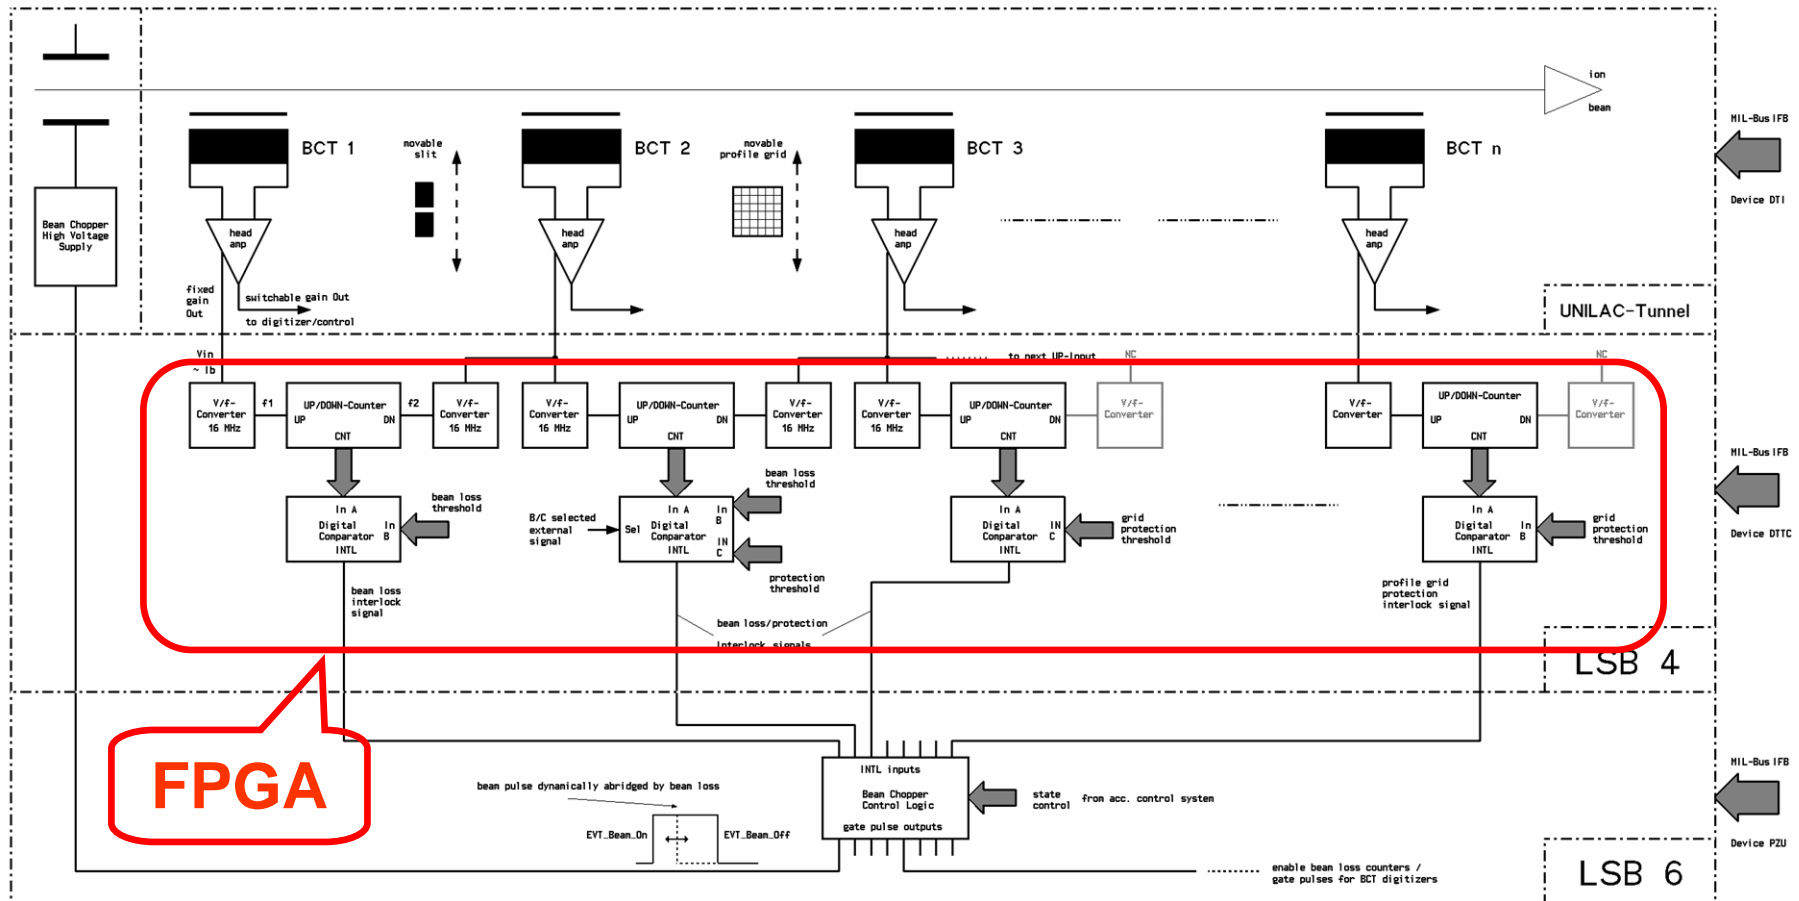 ion
beam
MIL-Bus IFB
Device DTI
BCT 1
movable
slit
BCT 2
movable
profile grid
BCT 3
BCT n
Beam Chopper
High Voltage
Supply
head
amp
head
amp
head
amp
head
amp
fixed
gain
Out
switchable gain Out
to digitizer/control
UNILAC-Tunnel
Vin
~ Ib
to next UP-Input
NC
NC
V/f-
Converter
16 MHz
f1
UP/DOWN-Counter
UP
DN
CNT
f2
V/f-
Converter
16 MHz
V/f-
Converter
16 MHz
UP/DOWN-Counter
UP
DN
CNT
V/f-
Converter
16 MHz
V/f-
Converter
16 MHz
UP/DOWN-Counter
UP
DN
CNT
V/f-
Converter
V/f-
Converter
UP/DOWN-Counter
UP
DN
CNT
V/f-
Converter
MIL-Bus IFB
Device DTTC
In A
Digital
Comparator
In
B
INTL
beam loss
threshold
B/C selected
external
signal
Sel
In A
Digital
Comparator
In
B
IN
C
INTL
beam loss
threshold
protection
threshold
In A
Digital
Comparator
IN
C
INTL
grid
protection
threshold
In A
Digital
Comparator
In
B
INTL
grid
protection
threshold
beam loss
interlock
signal
beam loss/protection
interlock signals
profile grid
protection
interlock signal
LSB 4
FPGA
INTL inputs
Beam Chopper
Control Logic
gate pulse outputs
state
control
from acc. control system
beam pulse dynamically abridged by beam loss
EVT_Beam_On
EVT_Beam_Off
enable beam loss counters /
gate pulses for BCT digitizers
MIL-Bus IFB
Device PZU
LSB 6